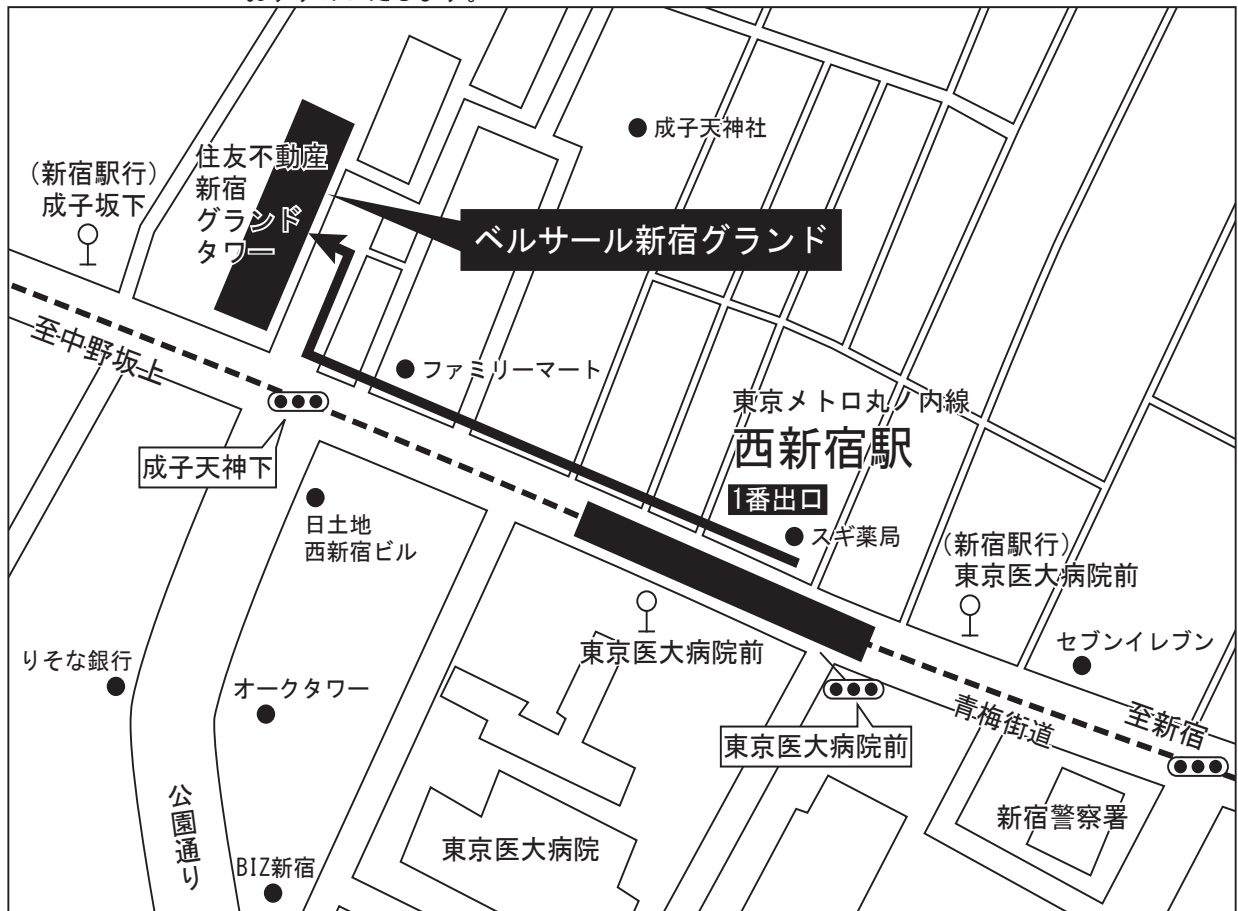 成子天神社
住友不動産
新宿
グランド
タワー
（新宿駅行）
成子坂下
ベルサール新宿グランド
至中野坂上
ファミリーマート
東京メトロ丸ノ内線
西新宿駅
1番出口
成子天神下
スギ薬局
日土地
西新宿ビル
（新宿駅行）
東京医大病院前
東京医大病院前
セブンイレブン
りそな銀行
オークタワー
青梅街道
至新宿
東京医大病院前
公園通り
新宿警察署
東京医大病院
BIZ新宿